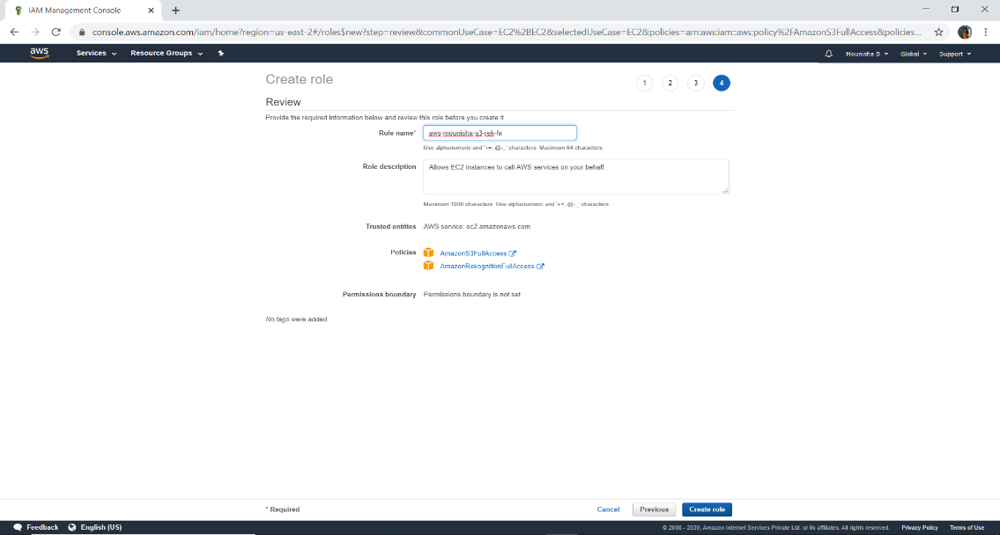 IAM Management Console
console.aws.amazon.com/iam/home?region=us-east-2#/roles$new?step=review&commonUseCase=EC2%2BEC2&selectedUseCase=EC2&policies=arn:aws:iam::aws:policy%2FAmazonS3FullAccess&policies...
aws Services Resource Groups Mounisha B Global Support
Create role 1 2 3 4
Review
Provide the required information below and review this role before you create it.
Role name* aws-mounisha-s3-rek-fa
Use alphanumeric and '+=,.@-_' characters. Maximum 64 characters.
Role description Allows EC2 instances to call AWS services on your behalf.
Maximum 1000 characters. Use alphanumeric and '+=,.@-_' characters.
Trusted entities AWS service: ec2.amazonaws.com
Policies AmazonS3FullAccess
AmazonRekognitionFullAccess
Permissions boundary Permissions boundary is not set
No tags were added.
* Required Cancel Previous Create role
Feedback English (US) © 2008 - 2020, Amazon Internet Services Private Ltd. or its affiliates. All rights reserved. Privacy Policy Terms of Use